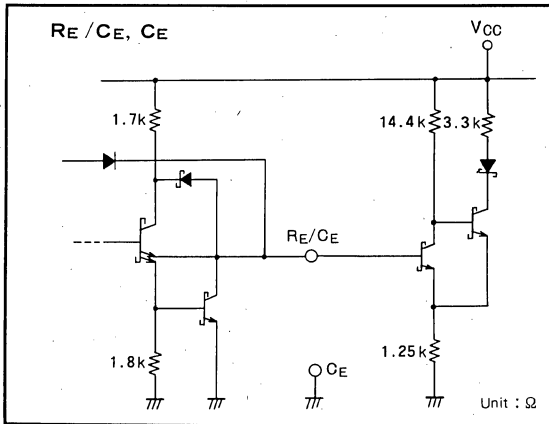 RE/CE, CE
VCC
1.7k
14.4k
3.3k
RE/CE
1.8k
1.25k
CE
Unit : Ω